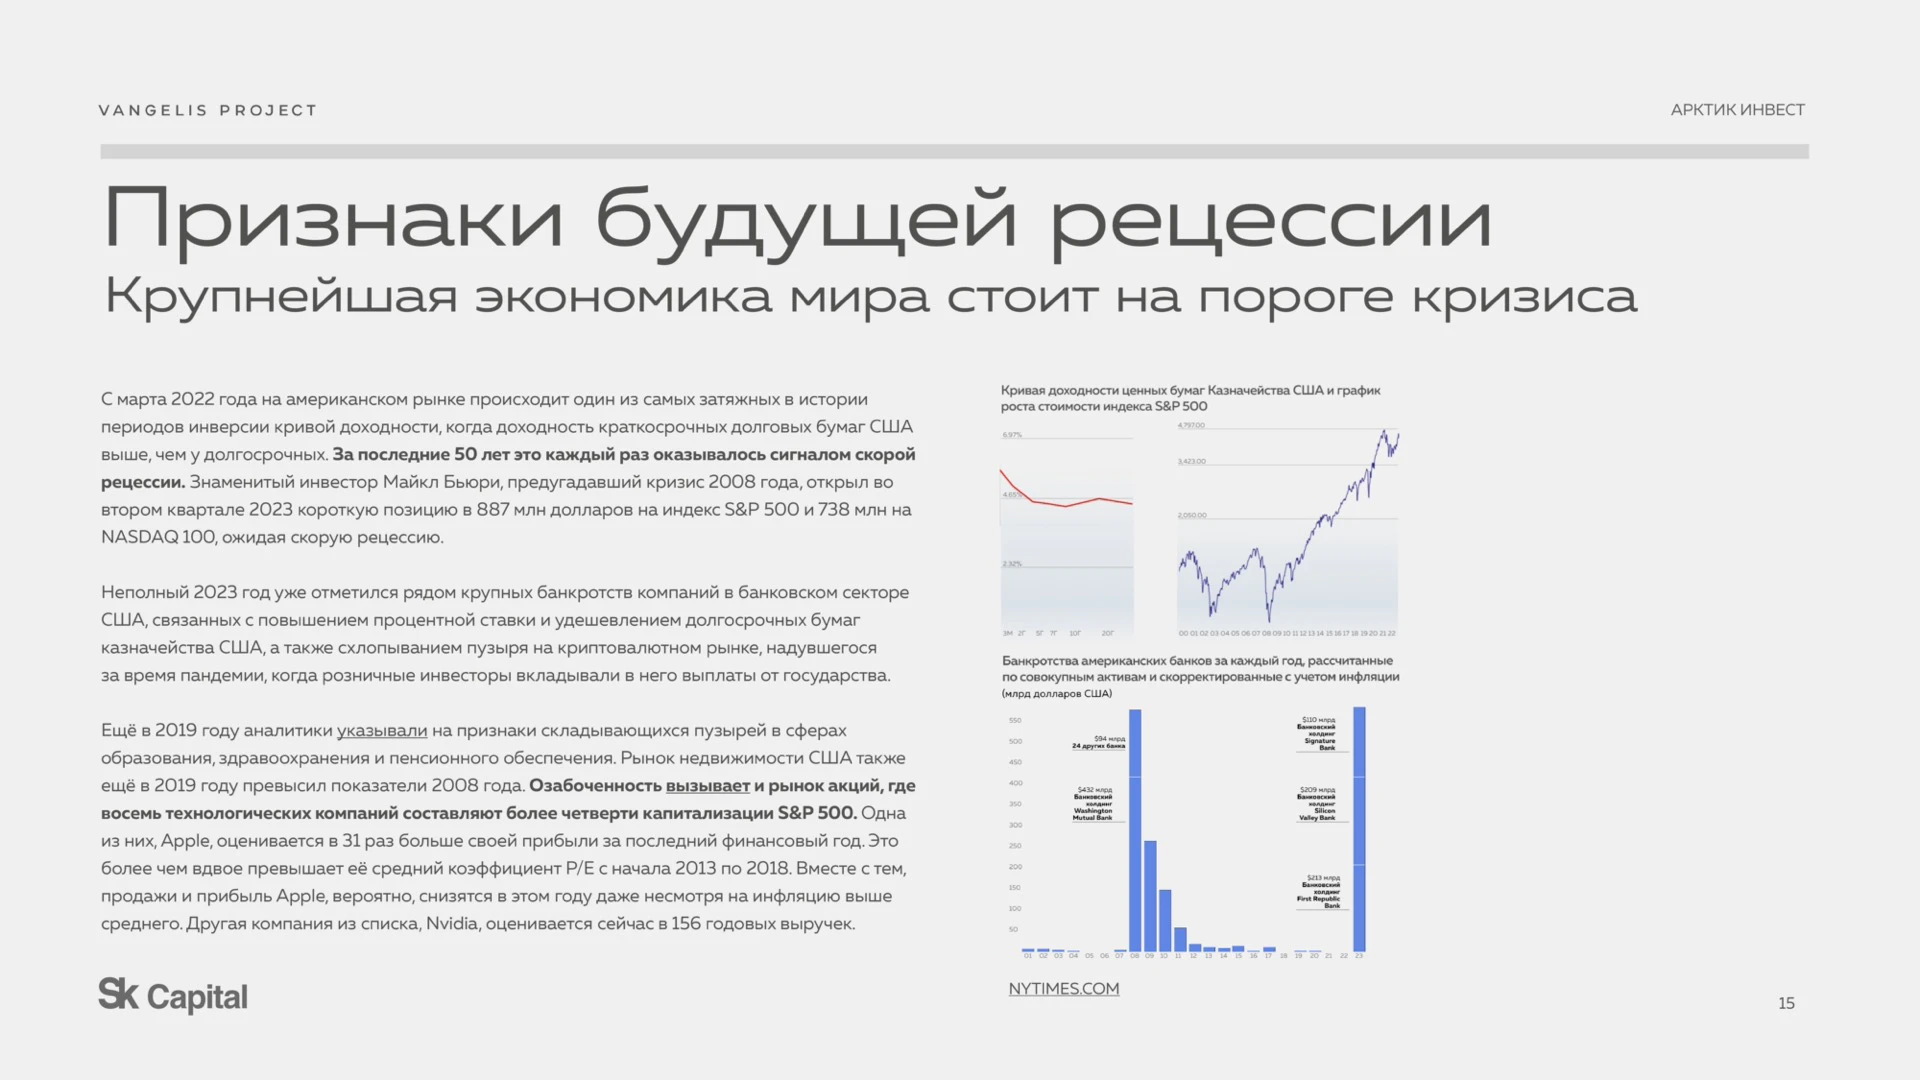 VANGELIS PROJECT
АРКТИК ИНВЕСТ
Признаки будущей рецессии
Крупнейшая экономика мира стоит на пороге кризиса
С марта 2022 года на американском рынке происходит один из самых затяжных в истории
периодов инверсии кривой доходности, когда доходность краткосрочных долговых бумаг США
выше, чем у долгосрочных. За последние 50 лет это каждый раз оказывалось сигналом скорой
рецессии. Знаменитый инвестор Майкл Бьюри, предугадавший кризис 2008 года, открыл во
втором квартале 2023 короткую позицию в 887 млн долларов на индекс S&P 500 и 738 млн на
NASDAQ 100, ожидая скорую рецессию.
Неполный 2023 год уже отметился рядом крупных банкротств компаний в банковском секторе
США, связанных с повышением процентной ставки и удешевлением долгосрочных бумаг
казначейства США, а также схлопыванием пузыря на криптовалютном рынке, надувшегося
за время пандемии, когда розничные инвесторы вкладывали в него выплаты от государства.
Ещё в 2019 году аналитики указывали на признаки складывающихся пузырей в сферах
образования, здравоохранения и пенсионного обеспечения. Рынок недвижимости США также
ещё в 2019 году превысил показатели 2008 года. Озабоченность вызывает и рынок акций, где
восемь технологических компаний составляют более четверти капитализации S&P 500. Одна
из них, Apple, оценивается в 31 раз больше своей прибыли за последний финансовый год. Это
более чем вдвое превышает её средний коэффициент P/E с начала 2013 по 2018. Вместе с тем,
продажи и прибыль Apple, вероятно, снизятся в этом году даже несмотря на инфляцию выше
среднего. Другая компания из списка, Nvidia, оценивается сейчас в 156 годовых выручек.
Кривая доходности ценных бумаг Казначейства США и график
роста стоимости индекса S&P 500
6.97%
4.65%
2.32%
3М 2Г 5Г 7Г 10Г 20Г
4,797.00
3,423.00
2,050.00
00 01 02 03 04 05 06 07 08 09 10 11 12 13 14 15 16 17 18 19 20 21 22
Банкротства американских банков за каждый год, рассчитанные
по совокупным активам и скорректированные с учетом инфляции
(млрд долларов США)
550
500
450
400
350
300
250
200
150
100
50
$94 млрд
24 других банка
$432 млрд
Банковский
холдинг
Washington
Mutual Bank
$110 млрд
Банковский
холдинг
Signature
Bank
$209 млрд
Банковский
холдинг
Silicon
Valley Bank
$213 млрд
Банковский
холдинг
First Republic
Bank
01 02 03 04 05 06 07 08 09 10 11 12 13 14 15 16 17 18 19 20 21 22 23
NYTIMES.COM
Sk Capital
15